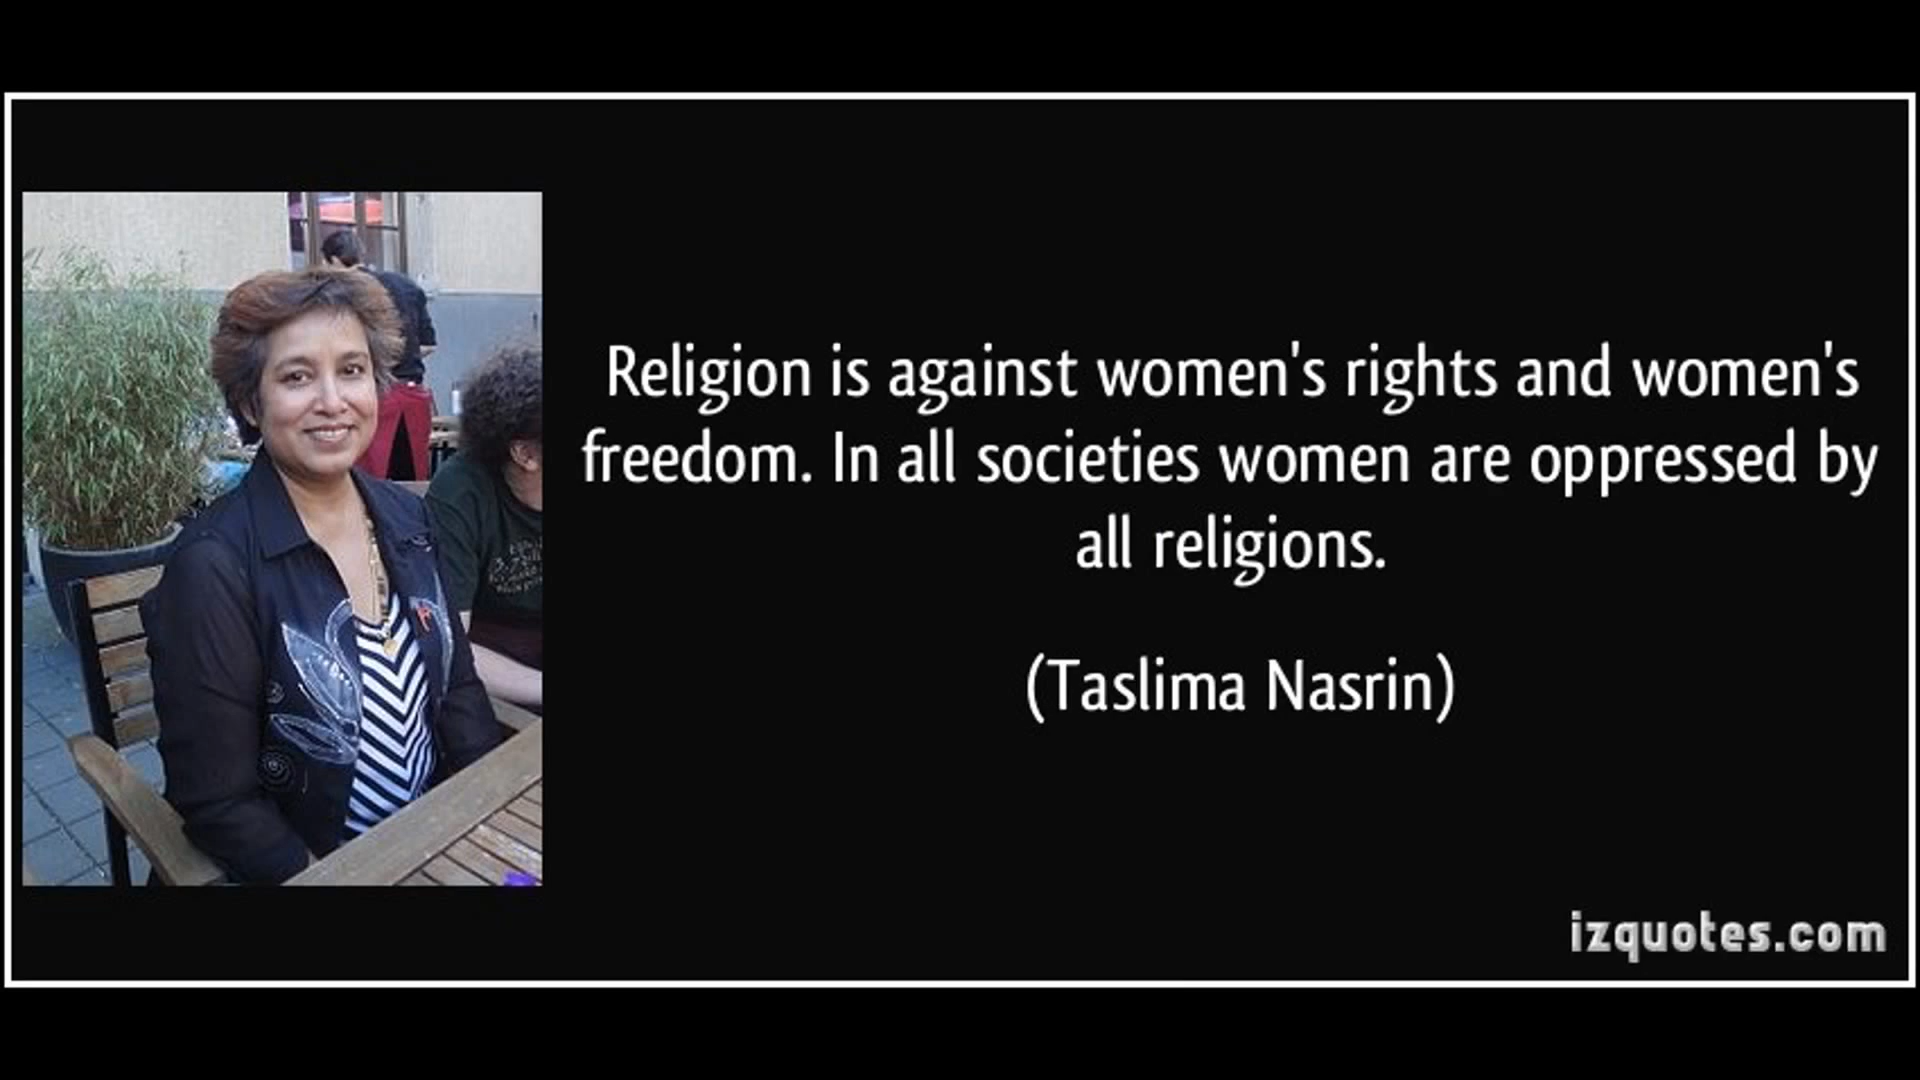 Religion is against women's rights and women's
freedom. In all societies women are oppressed by
all religions.
(Taslima Nasrin)
izquotes.com